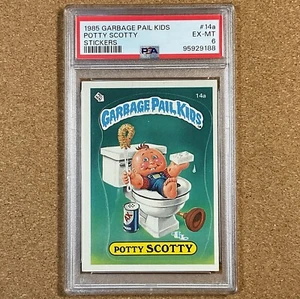 1985 GARBAGE PAIL KIDS #14a
POTTY SCOTTY EX-MT
STICKERS PSA 6
95929188
14a
GARBAGE PAIL KIDS
POTTY SCOTTY